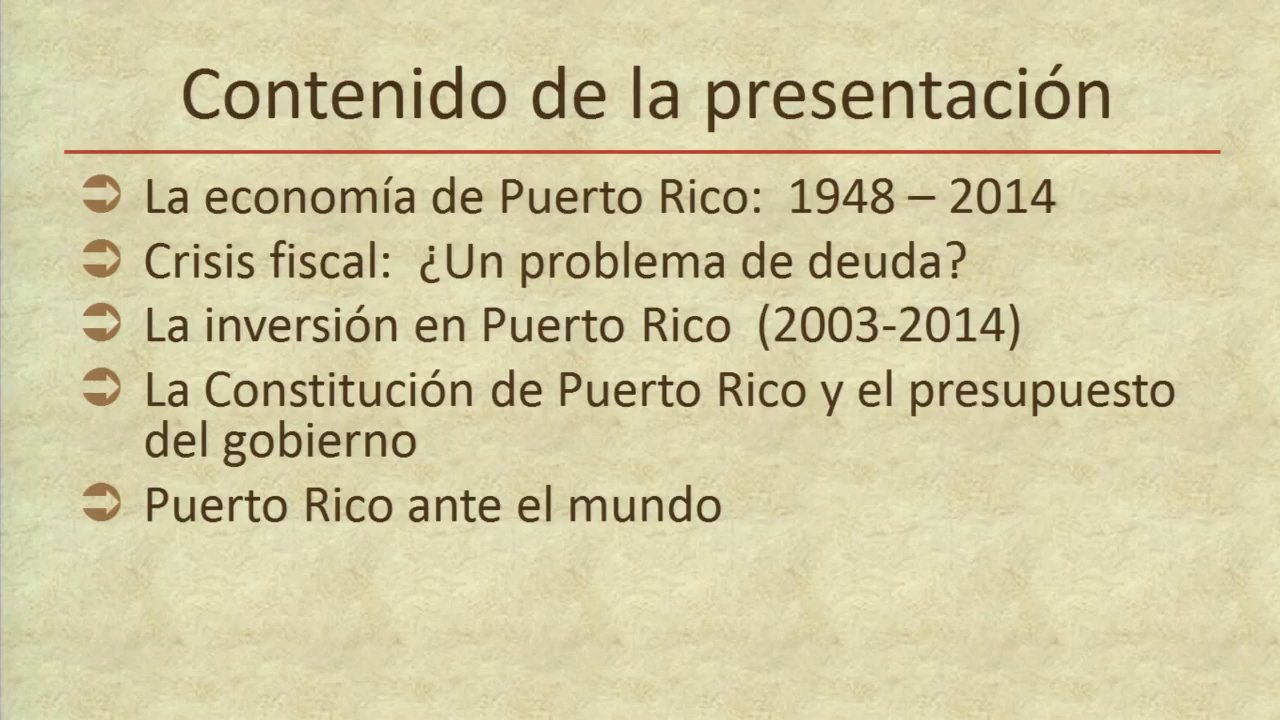 Contenido de la presentación
La economía de Puerto Rico: 1948 – 2014
Crisis fiscal: ¿Un problema de deuda?
La inversión en Puerto Rico (2003-2014)
La Constitución de Puerto Rico y el presupuesto
del gobierno
Puerto Rico ante el mundo